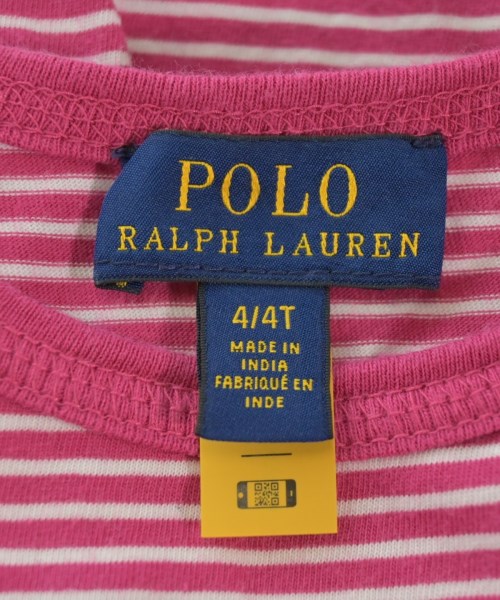 POLO
RALPH LAUREN
4/4T
MADE IN
INDIA
FABRIQUÉ EN
INDE